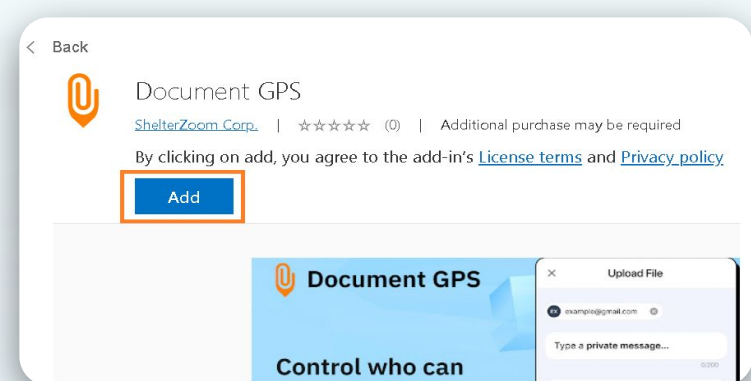 Back
Document GPS
ShelterZoom Corp. | ☆☆☆☆☆ (0) | Additional purchase may be required
By clicking on add, you agree to the add-in's License terms and Privacy policy
Add
Document GPS
Control who can
Upload File
EX example@gmail.com
Type a private message...
0/200